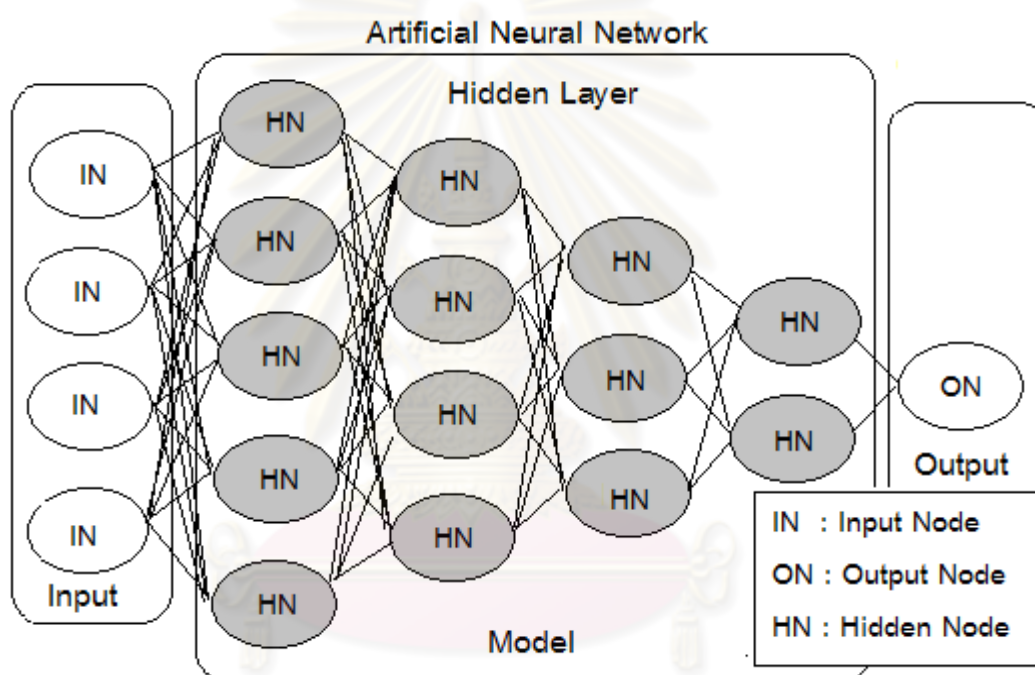 Artificial Neural Network
Hidden Layer
IN
IN
IN
IN
Input
HN
HN
HN
HN
HN
HN
HN
HN
HN
HN
HN
HN
HN
HN
Model
ON
Output
IN : Input Node
ON : Output Node
HN : Hidden Node